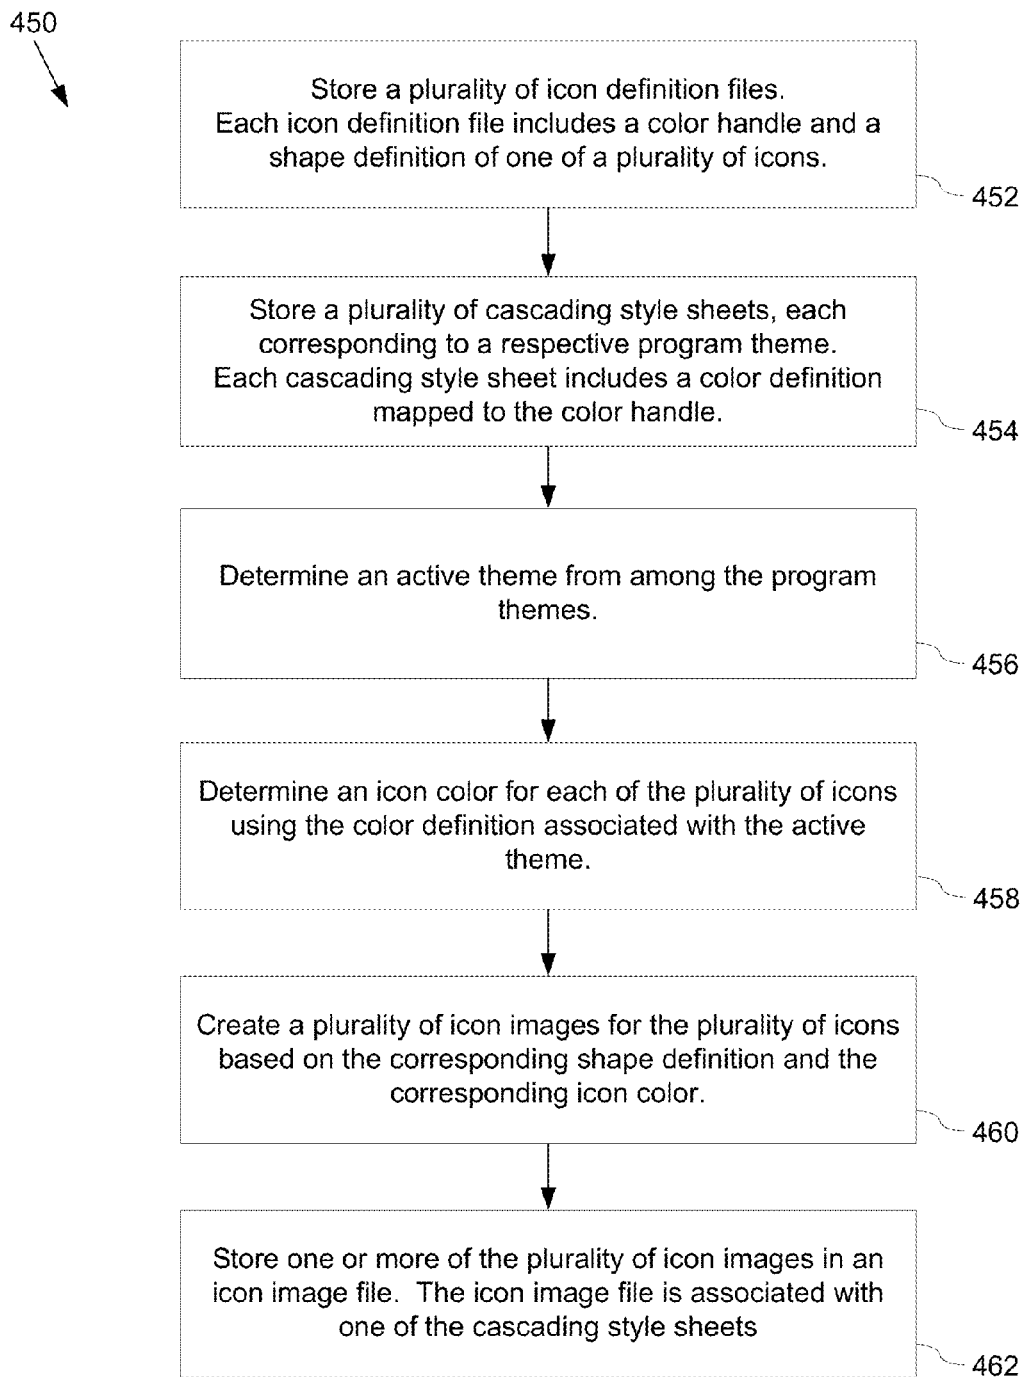 450
Store a plurality of icon definition files.
Each icon definition file includes a color handle and a
shape definition of one of a plurality of icons.
452
Store a plurality of cascading style sheets, each
corresponding to a respective program theme.
Each cascading style sheet includes a color definition
mapped to the color handle.
454
Determine an active theme from among the program
themes.
456
Determine an icon color for each of the plurality of icons
using the color definition associated with the active
theme.
458
Create a plurality of icon images for the plurality of icons
based on the corresponding shape definition and the
corresponding icon color.
460
Store one or more of the plurality of icon images in an
icon image file.  The icon image file is associated with
one of the cascading style sheets
462